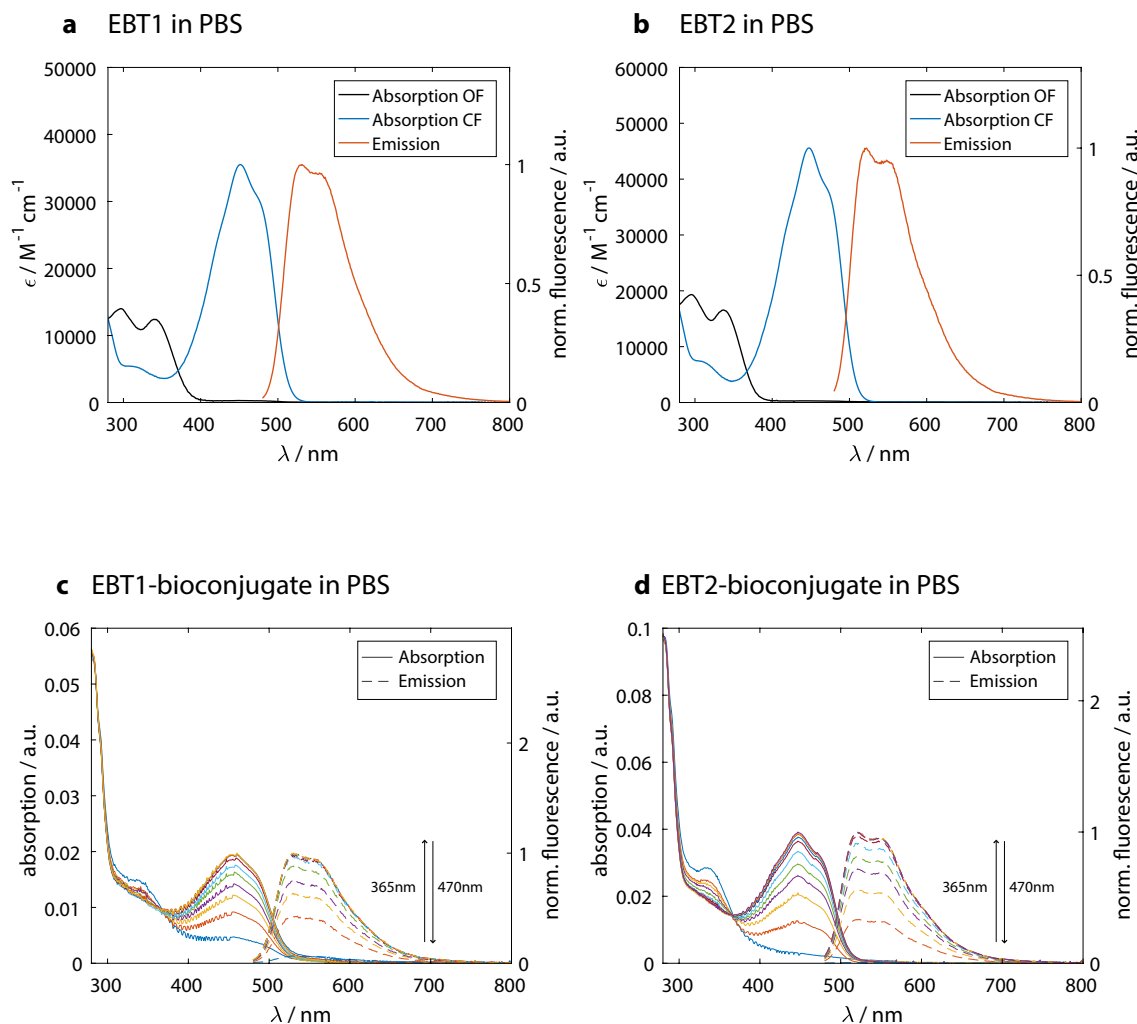 a EBT1 in PBS
50000
40000
30000
20000
10000
0
ϵ / M⁻¹ cm⁻¹
Absorption OF
Absorption CF
Emission
1
0.5
0
norm. fluorescence / a.u.
300 400 500 600 700 800
λ / nm
b EBT2 in PBS
60000
50000
40000
30000
20000
10000
0
ϵ / M⁻¹ cm⁻¹
Absorption OF
Absorption CF
Emission
1
0.5
0
norm. fluorescence / a.u.
300 400 500 600 700 800
λ / nm
c EBT1-bioconjugate in PBS
0.06
0.05
0.04
0.03
0.02
0.01
0
absorption / a.u.
Absorption
Emission
365nm 470nm
2
1
0
norm. fluorescence / a.u.
300 400 500 600 700 800
λ / nm
d EBT2-bioconjugate in PBS
0.1
0.08
0.06
0.04
0.02
0
absorption / a.u.
Absorption
Emission
365nm 470nm
2
1
0
norm. fluorescence / a.u.
300 400 500 600 700 800
λ / nm